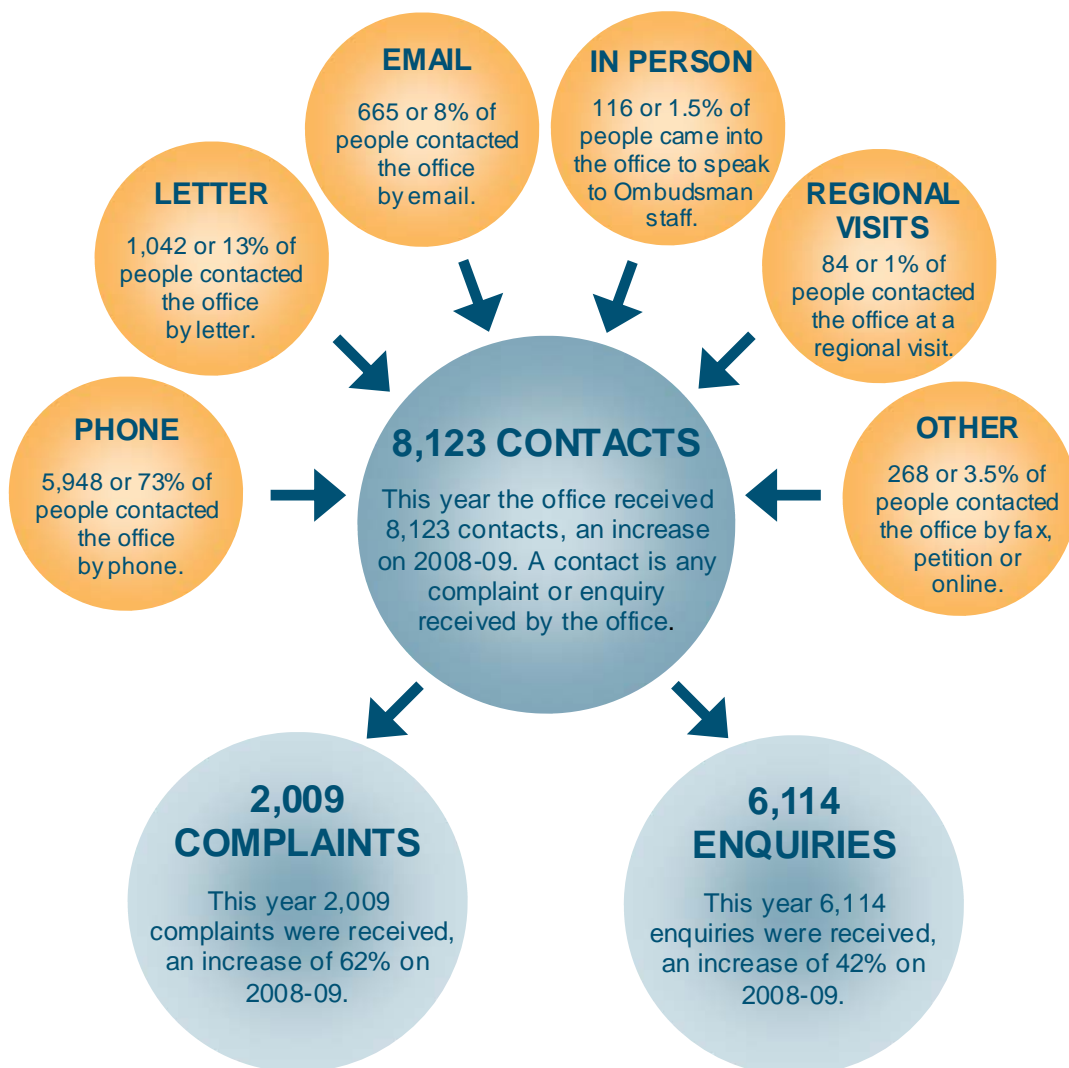 EMAIL
665 or 8% of
people contacted
the office
by email.
IN PERSON
116 or 1.5% of
people came into
the office to speak
to Ombudsman
staff.
LETTER
1,042 or 13% of
people contacted
the office
by letter.
REGIONAL
VISITS
84 or 1% of
people contacted
the office at a
regional visit.
PHONE
5,948 or 73% of
people contacted
the office
by phone.
8,123 CONTACTS
This year the office received
8,123 contacts, an increase
on 2008-09. A contact is any
complaint or enquiry
received by the office.
OTHER
268 or 3.5% of
people contacted
the office by fax,
petition or
online.
2,009
COMPLAINTS
This year 2,009
complaints were received,
an increase of 62% on
2008-09.
6,114
ENQUIRIES
This year 6,114
enquiries were received,
an increase of 42% on
2008-09.